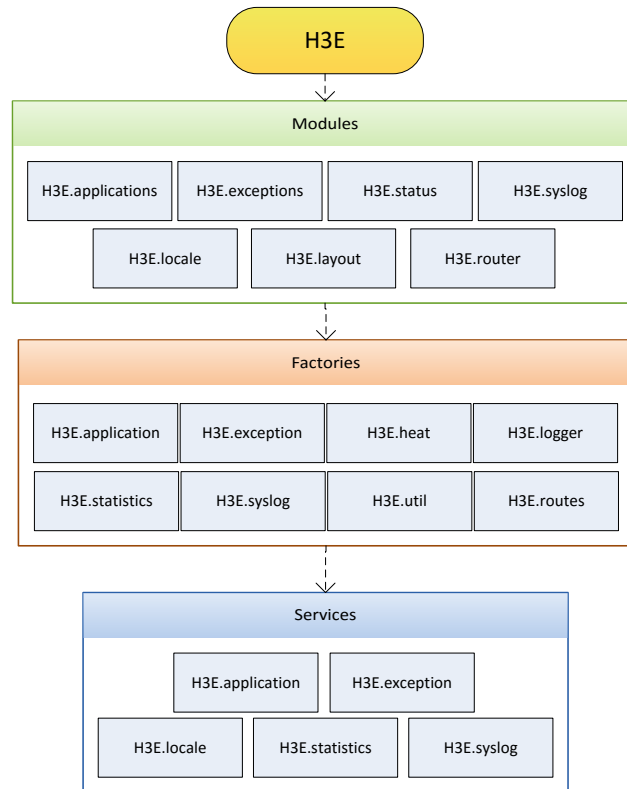 H3E
Modules
H3E.applications
H3E.exceptions
H3E.status
H3E.syslog
H3E.locale
H3E.layout
H3E.router
Factories
H3E.application
H3E.exception
H3E.heat
H3E.logger
H3E.statistics
H3E.syslog
H3E.util
H3E.routes
Services
H3E.application
H3E.exception
H3E.locale
H3E.statistics
H3E.syslog